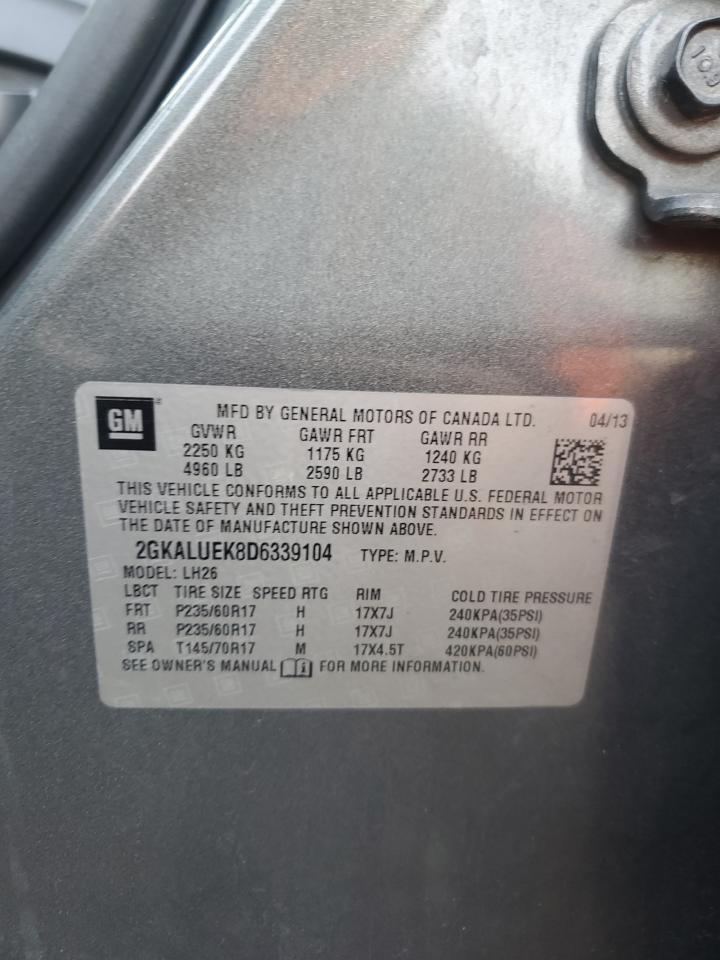 109
GM
MFD BY GENERAL MOTORS OF CANADA LTD. 04/13
GVWR GAWR FRT GAWR RR
2250 KG 1175 KG 1240 KG
4960 LB 2590 LB 2733 LB
THIS VEHICLE CONFORMS TO ALL APPLICABLE U.S. FEDERAL MOTOR
VEHICLE SAFETY AND THEFT PREVENTION STANDARDS IN EFFECT ON
THE DATE OF MANUFACTURE SHOWN ABOVE.
2GKALUEK8D6339104 TYPE: M.P.V.
MODEL: LH26
LBCT TIRE SIZE SPEED RTG RIM COLD TIRE PRESSURE
FRT P235/60R17 H 17X7J 240KPA(35PSI)
RR P235/60R17 H 17X7J 240KPA(35PSI)
SPA T145/70R17 M 17X4.5T 420KPA(60PSI)
SEE OWNER'S MANUAL i FOR MORE INFORMATION.